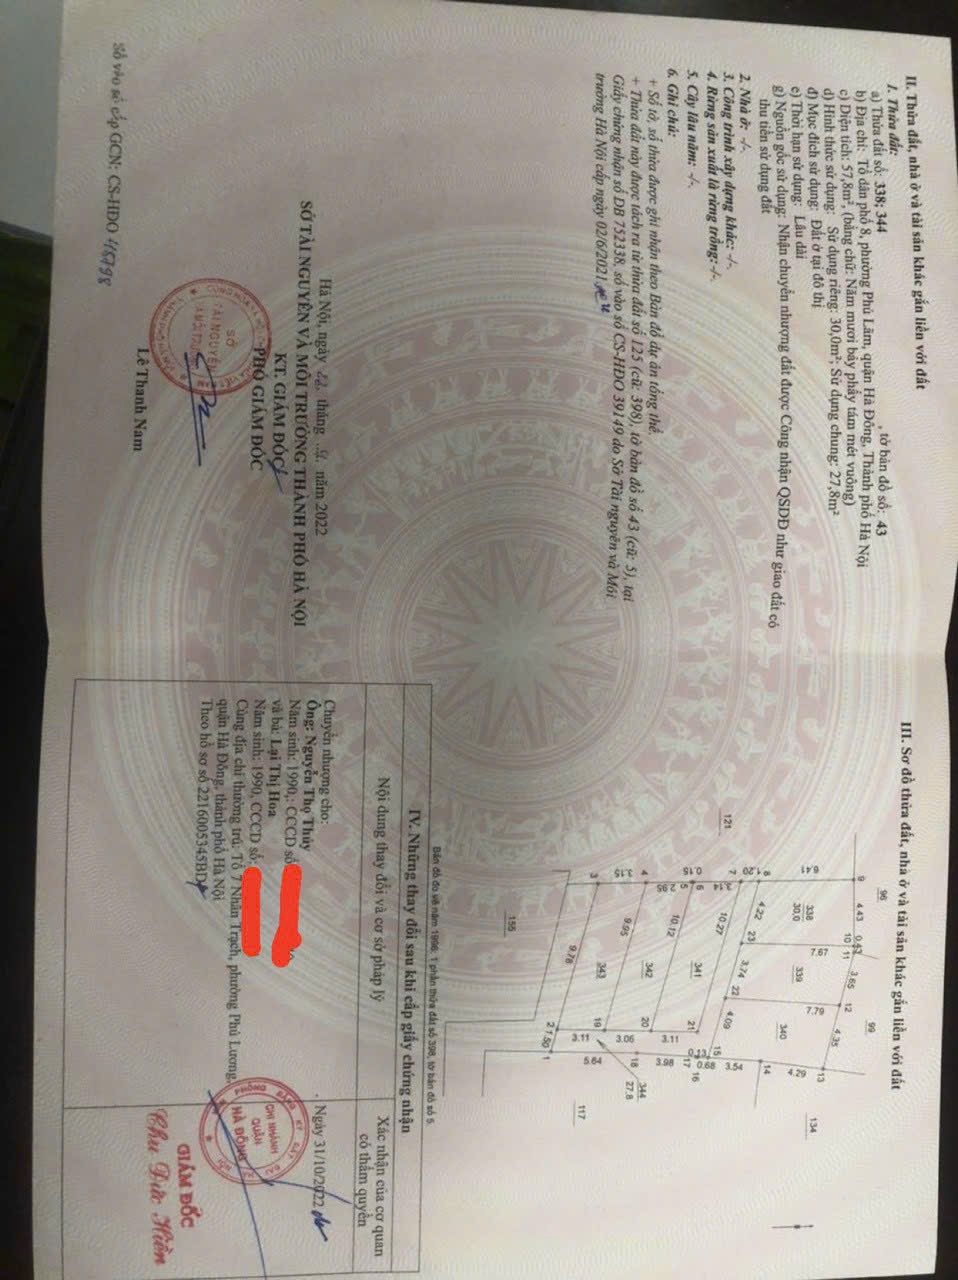 II. Thửa đất, nhà ở và tài sản khác gắn liền với đất
1. Thửa đất:
a) Thửa đất số: 338; 344 , tờ bản đồ số: 43
b) Địa chỉ: Tổ dân phố 8, phường Phú Lãm, quận Hà Đông, Thành phố Hà Nội
c) Diện tích: 57,8m², (bằng chữ: Năm mươi bảy phẩy tám mét vuông)
d) Hình thức sử dụng: Sử dụng riêng: 30,0m²; Sử dụng chung: 27,8m²
đ) Mục đích sử dụng: Đất ở tại đô thị
e) Thời hạn sử dụng: Lâu dài
g) Nguồn gốc sử dụng: Nhận chuyển nhượng đất được Công nhận QSDĐ như giao đất có
thu tiền sử dụng đất
2. Nhà ở: -/-
3. Công trình xây dựng khác: -/-
4. Rừng sản xuất là rừng trồng: -/-
5. Cây lâu năm: -/-
6. Ghi chú:
+ Số tờ, số thửa được ghi nhận theo Bản đồ dự án tổng thể.
+ Thửa đất này được tách ra từ thửa đất số 125 (cũ: 398), tờ bản đồ số 43 (cũ: 5), tại
Giấy chứng nhận số DB 752338, số vào sổ CS-HĐO 39149 do Sở Tài nguyên và Môi
trường Hà Nội cấp ngày 02/6/2021
Hà Nội, ngày 22 tháng 4 năm 2022
SỞ TÀI NGUYÊN VÀ MÔI TRƯỜNG THÀNH PHỐ HÀ NỘI
KT. GIÁM ĐỐC
PHÓ GIÁM ĐỐC
SỞ
TÀI NGUYÊN
Lê Thanh Nam
Số vào sổ cấp GCN: CS-HĐO
III. Sơ đồ thửa đất, nhà ở và tài sản khác gắn liền với đất
96
99
134
9
4.43
10
0.43
11
3.65
12
4.35
13
6.41
338
30.0
7.67
339
7.79
340
4.29
14
8
1.20
7
4.22
23
3.74
22
4.09
15
3.54
121
3.14
10.27
341
0.13
0.68
16
17
6
0.15
5
2.95
10.12
21
3.11
3.98
4
342
20
3.15
9.95
3.06
18
344
27.8
3
343
19
3.11
5.64
9.78
2
1.50
1
155
117
Bản đồ đo vẽ năm 1996: 1 phần thửa đất số 398, tờ bản đồ số 5.
IV. Những thay đổi sau khi cấp giấy chứng nhận
Nội dung thay đổi và cơ sở pháp lý
Xác nhận của cơ quan
có thẩm quyền
Chuyển nhượng cho:
Ông: Nguyễn Thọ Thủy
Năm sinh: 1990,: CCCD số
và bà: Lại Thị Hoa
Năm sinh: 1990, CCCD số:
Cùng địa chỉ thường trú: Tổ 7 Nhân Trạch, phường Phú Lương,
quận Hà Đông, thành phố Hà Nội
Theo hồ sơ số 2216005345BD
Ngày 31/10/2022
CHI NHÁNH
QUẬN
HÀ ĐÔNG
GIÁM ĐỐC
Chu Đức Hiền